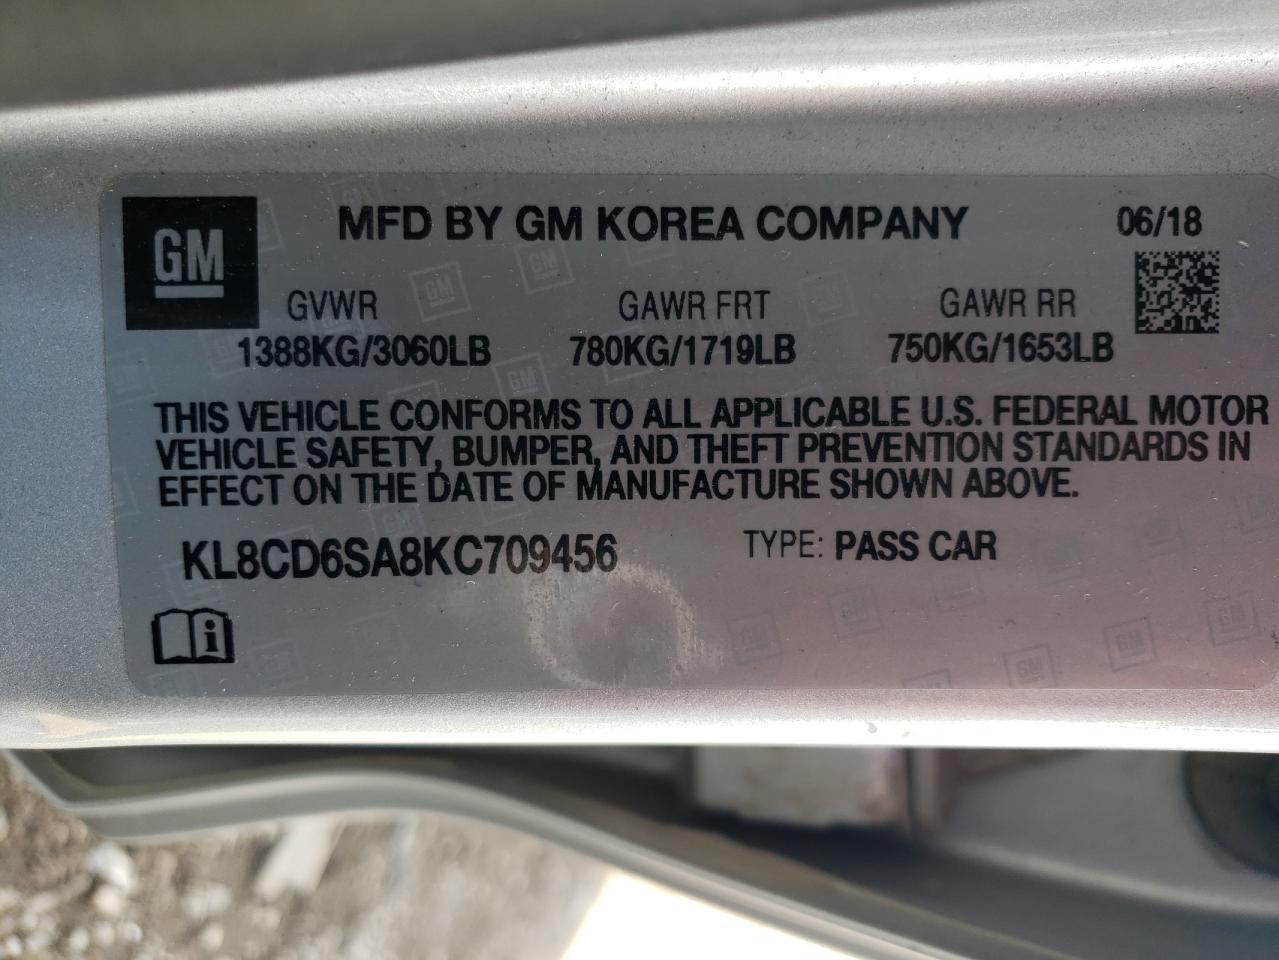 GM
MFD BY GM KOREA COMPANY 06/18
GVWR GAWR FRT GAWR RR
1388KG/3060LB 780KG/1719LB 750KG/1653LB
THIS VEHICLE CONFORMS TO ALL APPLICABLE U.S. FEDERAL MOTOR
VEHICLE SAFETY, BUMPER, AND THEFT PREVENTION STANDARDS IN
EFFECT ON THE DATE OF MANUFACTURE SHOWN ABOVE.
KL8CD6SA8KC709456 TYPE: PASS CAR
i